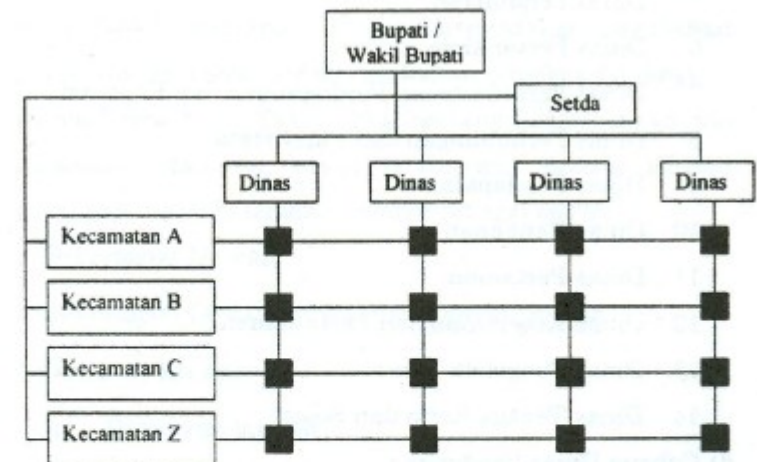 Bupati /
Wakil Bupati
Setda
Dinas
Dinas
Dinas
Dinas
Kecamatan A
Kecamatan B
Kecamatan C
Kecamatan Z